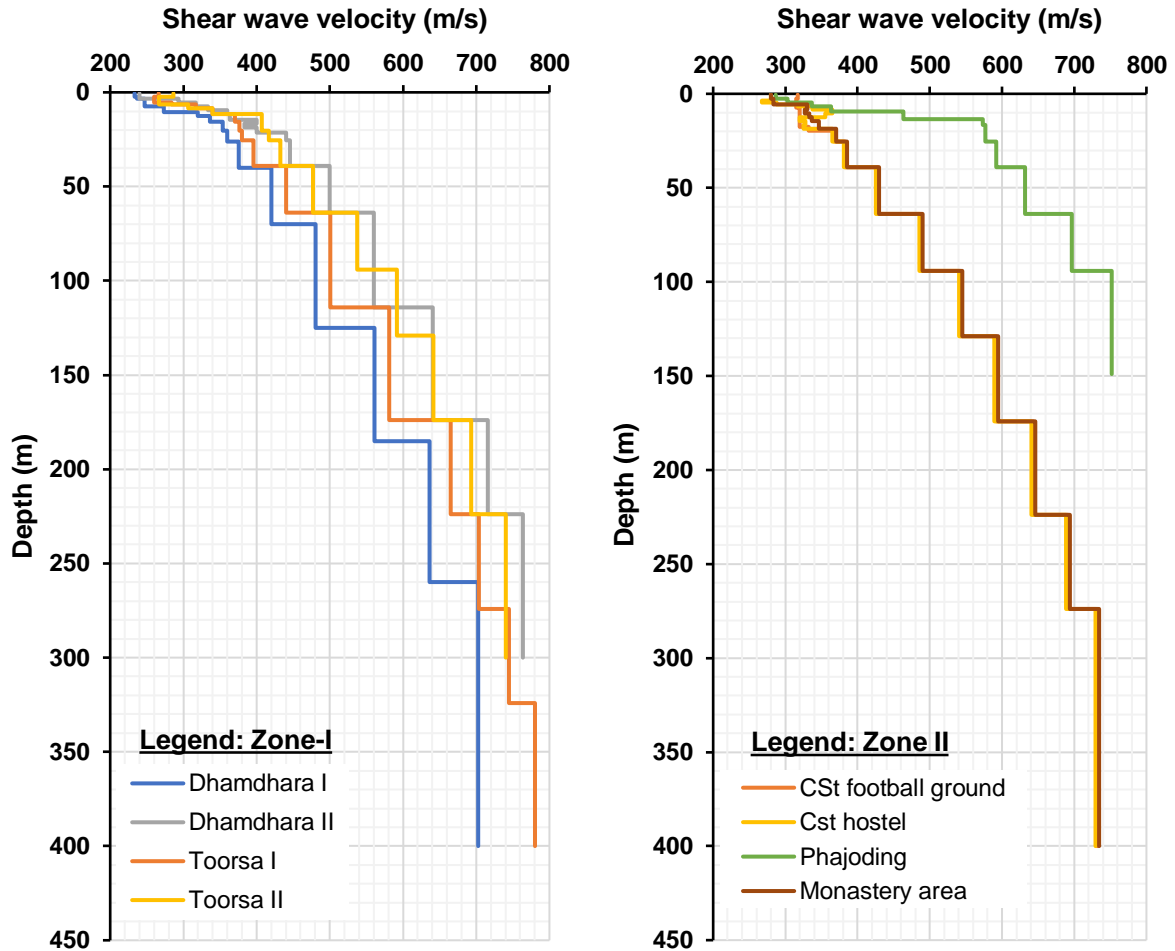 Shear wave velocity (m/s)
200 300 400 500 600 700 800
0
50
100
150
200
250
300
350
400
450
Depth (m)
Legend: Zone-I
Dhamdhara I
Dhamdhara II
Toorsa I
Toorsa II
Shear wave velocity (m/s)
200 300 400 500 600 700 800
0
50
100
150
200
250
300
350
400
450
Depth (m)
Legend: Zone II
CSt football ground
Cst hostel
Phajoding
Monastery area